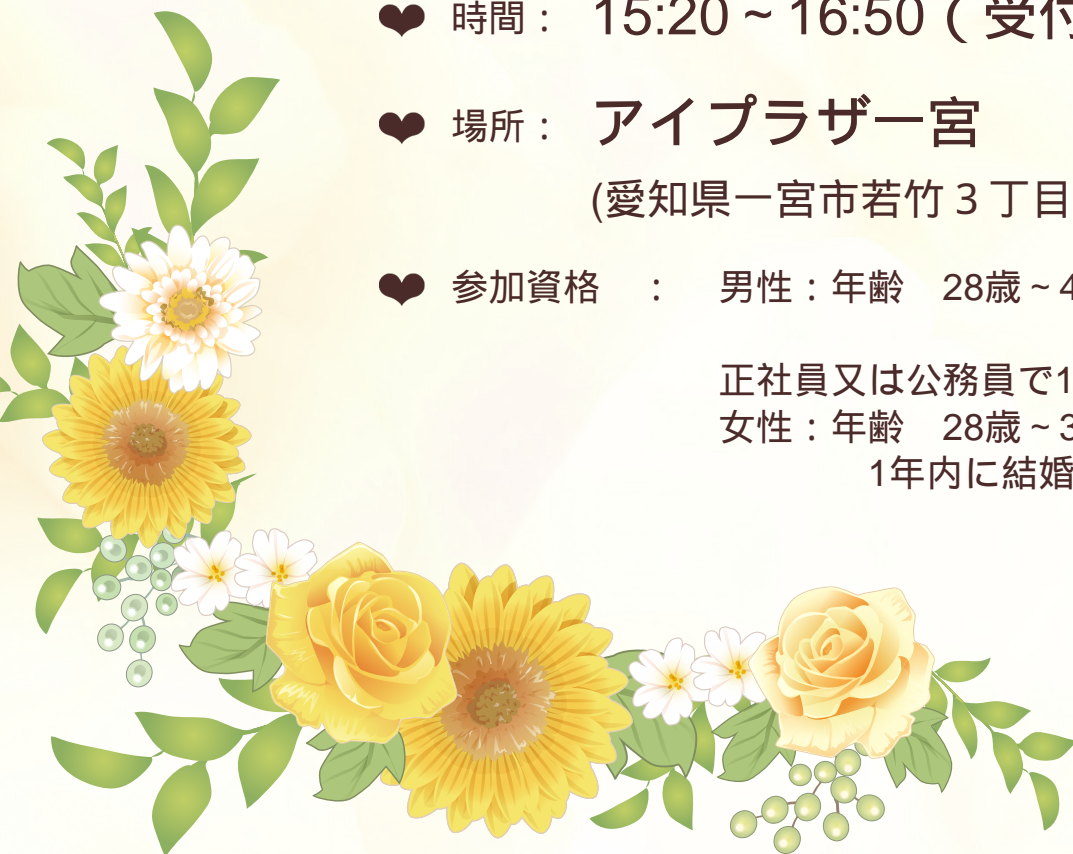 ❤ 時間： 15:20 ~ 16:50 ( 受付
❤ 場所： アイプラザ一宮
(愛知県一宮市若竹３丁目
❤ 参加資格　： 男性：年齢　28歳 ~ 4
正社員又は公務員で1
女性：年齢　28歳 ~ 3
1年内に結婚